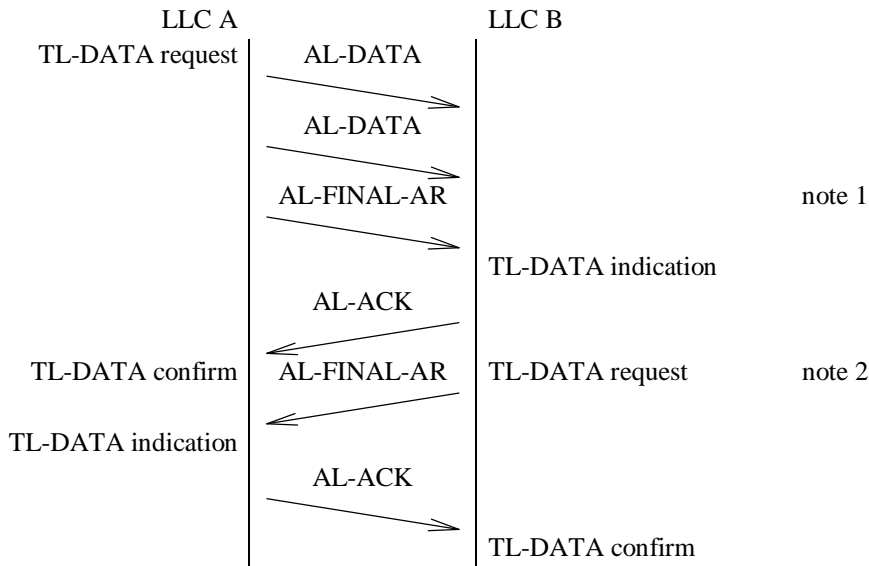 LLC A LLC B
TL-DATA request AL-DATA
AL-DATA
AL-FINAL-AR note 1
TL-DATA indication
AL-ACK
TL-DATA confirm AL-FINAL-AR TL-DATA request note 2
TL-DATA indication
AL-ACK
TL-DATA confirm